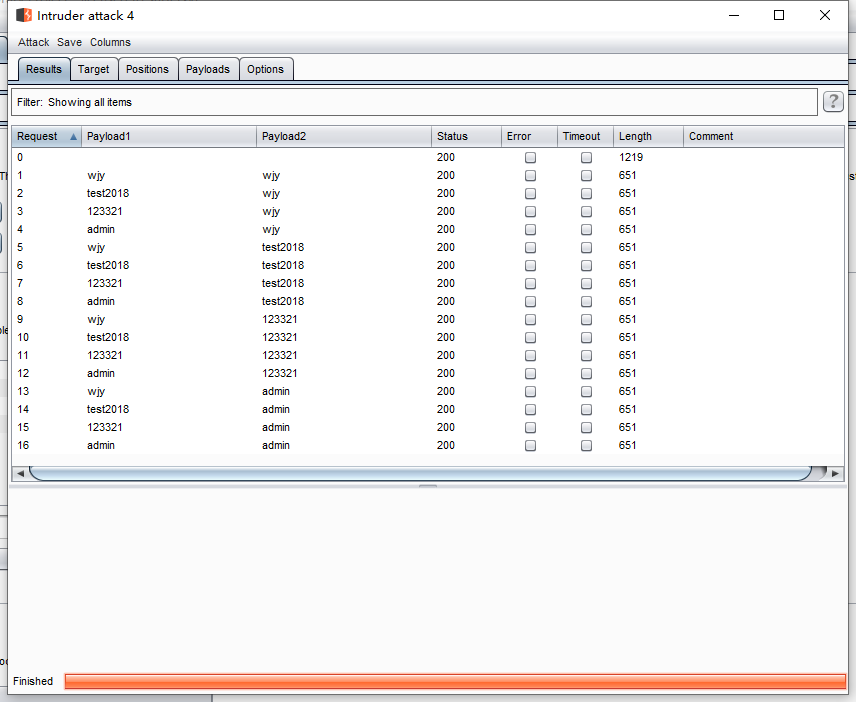 Intruder attack 4
Attack Save Columns
Results Target Positions Payloads Options
Filter: Showing all items ?
Request Payload1 Payload2 Status Error Timeout Length Comment
0 200 1219
1 wjy wjy 200 651
2 test2018 wjy 200 651
3 123321 wjy 200 651
4 admin wjy 200 651
5 wjy test2018 200 651
6 test2018 test2018 200 651
7 123321 test2018 200 651
8 admin test2018 200 651
9 wjy 123321 200 651
10 test2018 123321 200 651
11 123321 123321 200 651
12 admin 123321 200 651
13 wjy admin 200 651
14 test2018 admin 200 651
15 123321 admin 200 651
16 admin admin 200 651
Finished